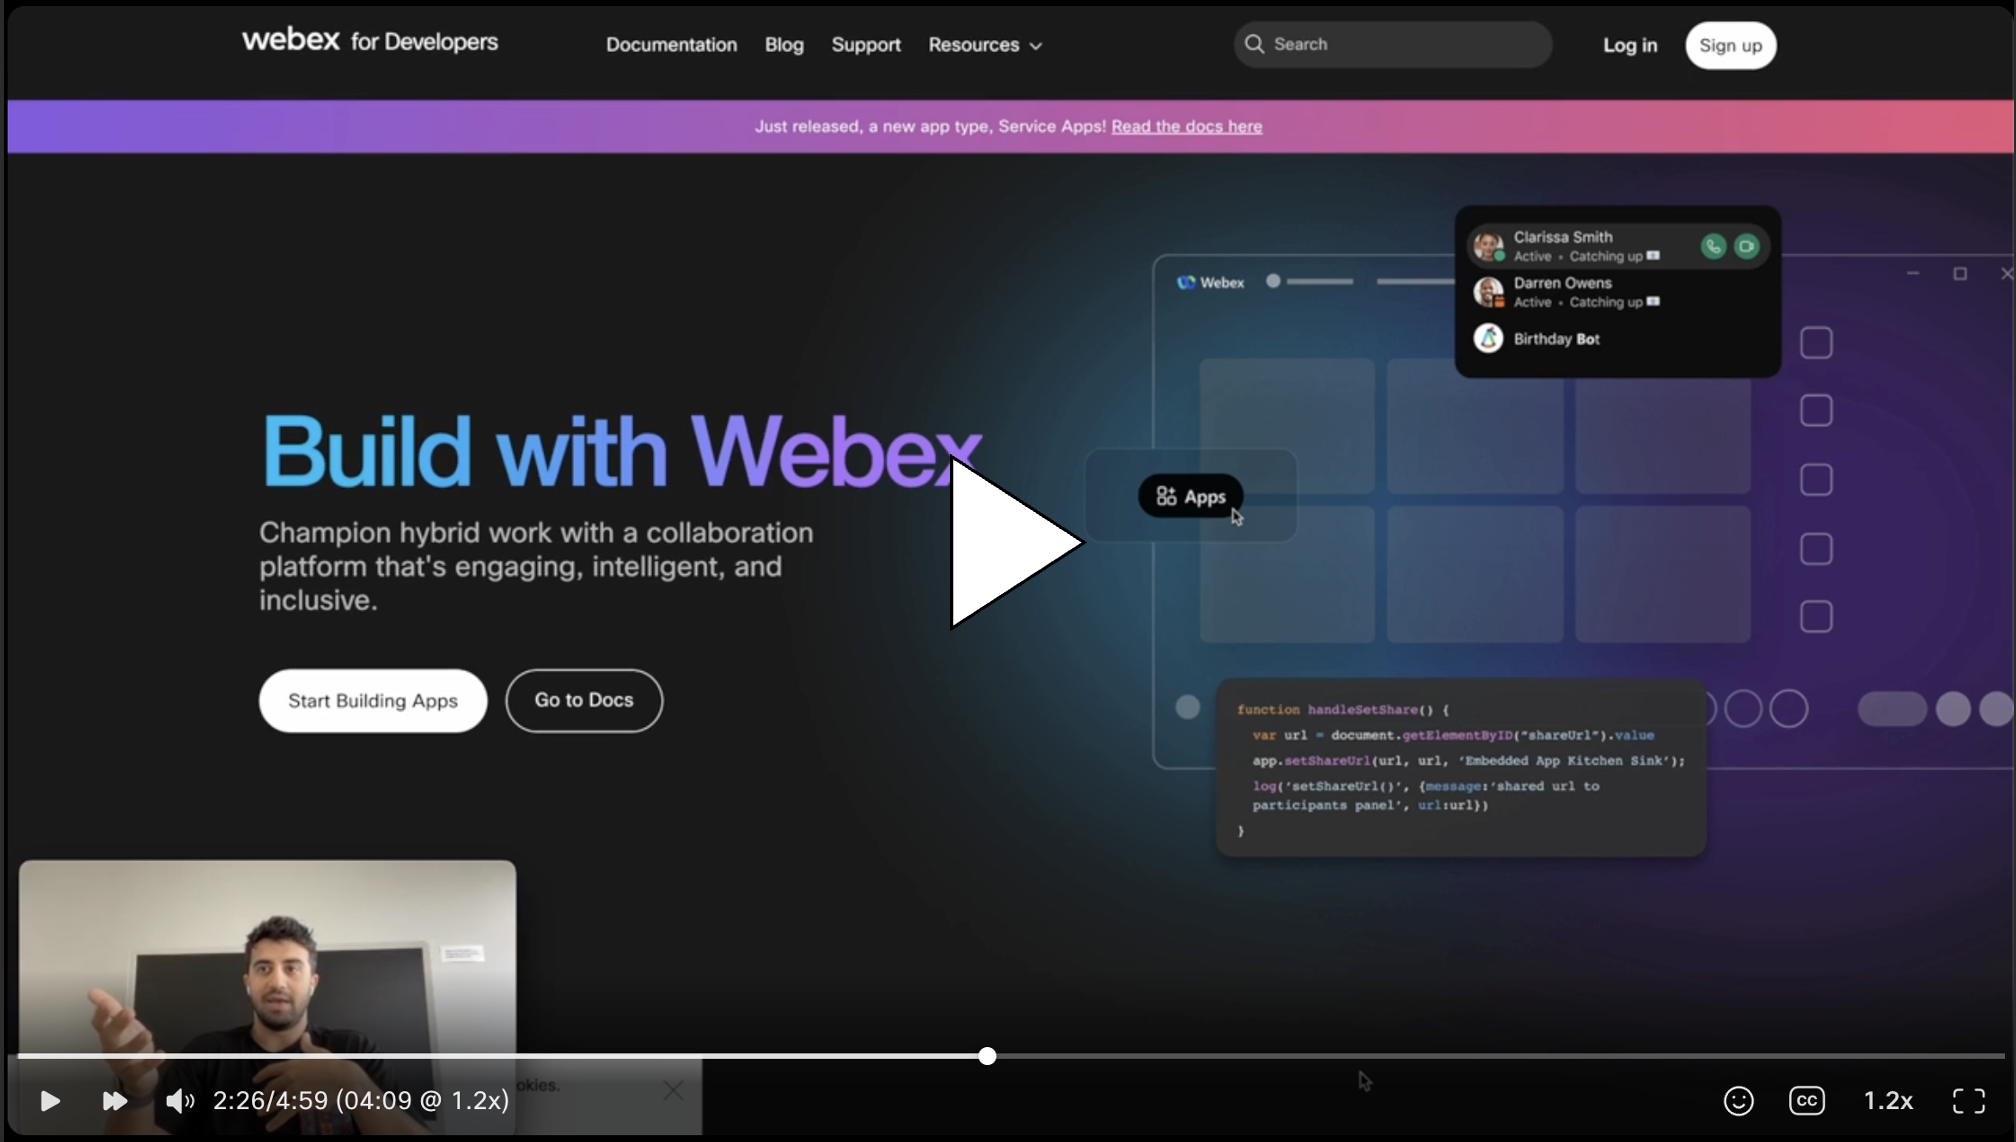 webex for Developers
Documentation
Blog
Support
Resources
Search
Log in
Sign up
Just released, a new app type, Service Apps! Read the docs here
Clarissa Smith
Active • Catching up
Darren Owens
Active • Catching up
Birthday Bot
Webex
Apps
Build with Webex
Champion hybrid work with a collaboration
platform that's engaging, intelligent, and
inclusive.
Start Building Apps
Go to Docs
function handleSetShare() {
var url = document.getElementByID("shareUrl").value
app.setShareUrl(url, url, 'Embedded App Kitchen Sink');
log('setShareUrl()', {message:'shared url to
participants panel', url:url})
}
okies.
2:26/4:59 (04:09 @ 1.2x)
CC
1.2x